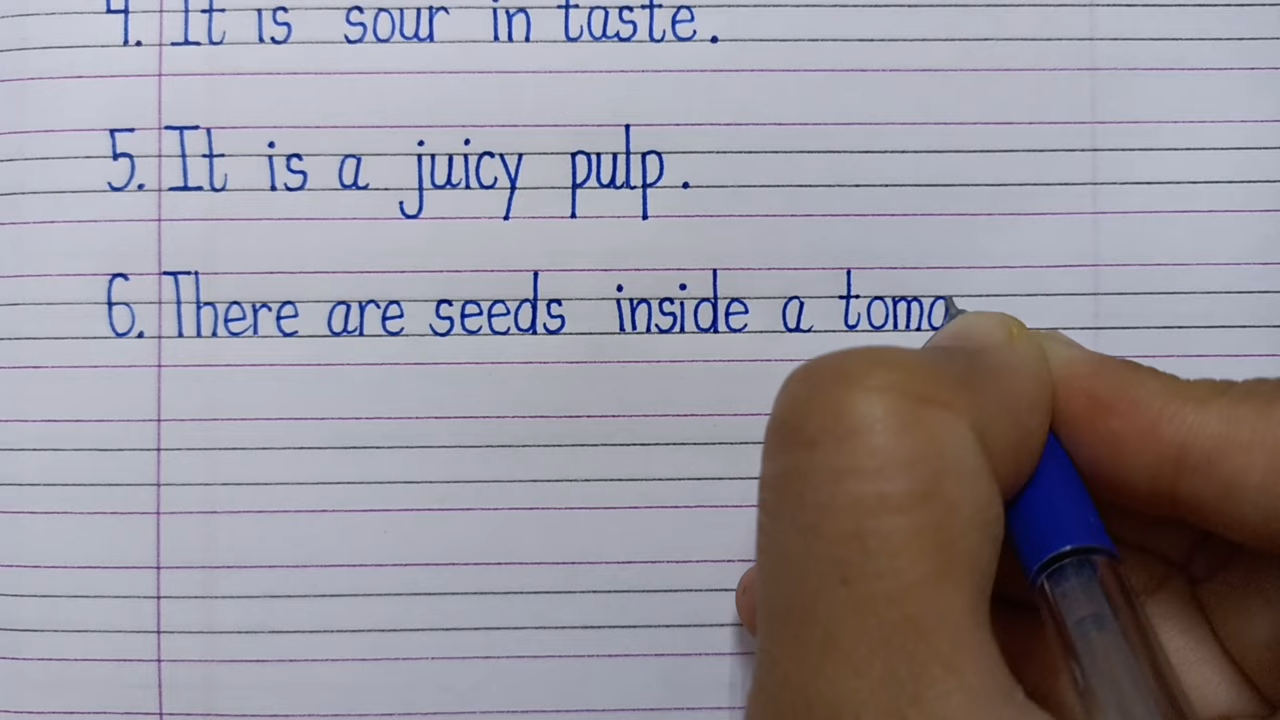 4. It is sour in taste.
5. It is a juicy pulp.
6. There are seeds inside a toma